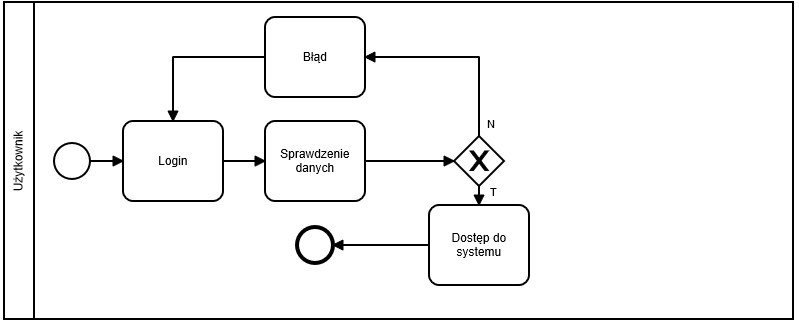 Użytkownik
Błąd
Login
Sprawdzenie
danych
N
X
T
Dostęp do
systemu